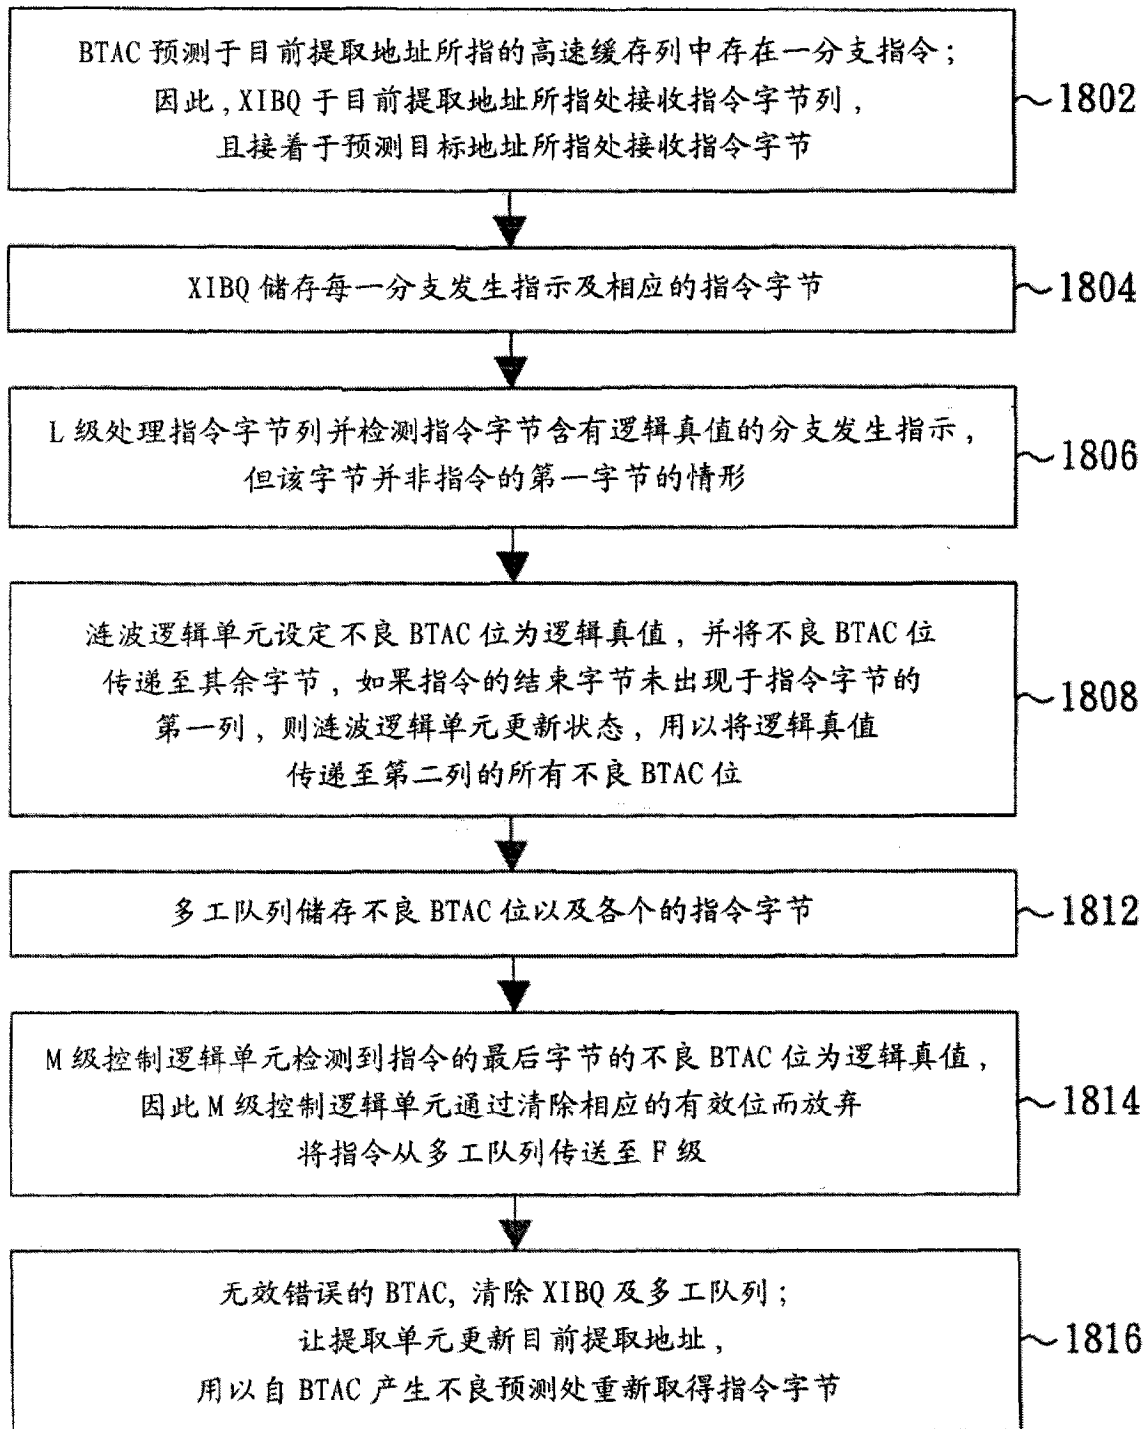 BTAC 预测于目前提取地址所指的高速缓存列中存在一分支指令；
因此，XIBQ 于目前提取地址所指处接收指令字节列，
且接着于预测目标地址所指处接收指令字节
1802
XIBQ 储存每一分支发生指示及相应的指令字节
1804
L 级处理指令字节列并检测指令字节含有逻辑真值的分支发生指示，
但该字节并非指令的第一字节的情形
1806
涟波逻辑单元设定不良 BTAC 位为逻辑真值，并将不良 BTAC 位
传递至其余字节，如果指令的结束字节未出现于指令字节的
第一列，则涟波逻辑单元更新状态，用以将逻辑真值
传递至第二列的所有不良 BTAC 位
1808
多工队列储存不良 BTAC 位以及各个的指令字节
1812
M 级控制逻辑单元检测到指令的最后字节的不良 BTAC 位为逻辑真值，
因此 M 级控制逻辑单元通过清除相应的有效位而放弃
将指令从多工队列传送至 F 级
1814
无效错误的 BTAC, 清除 XIBQ 及多工队列；
让提取单元更新目前提取地址，
用以自 BTAC 产生不良预测处重新取得指令字节
1816